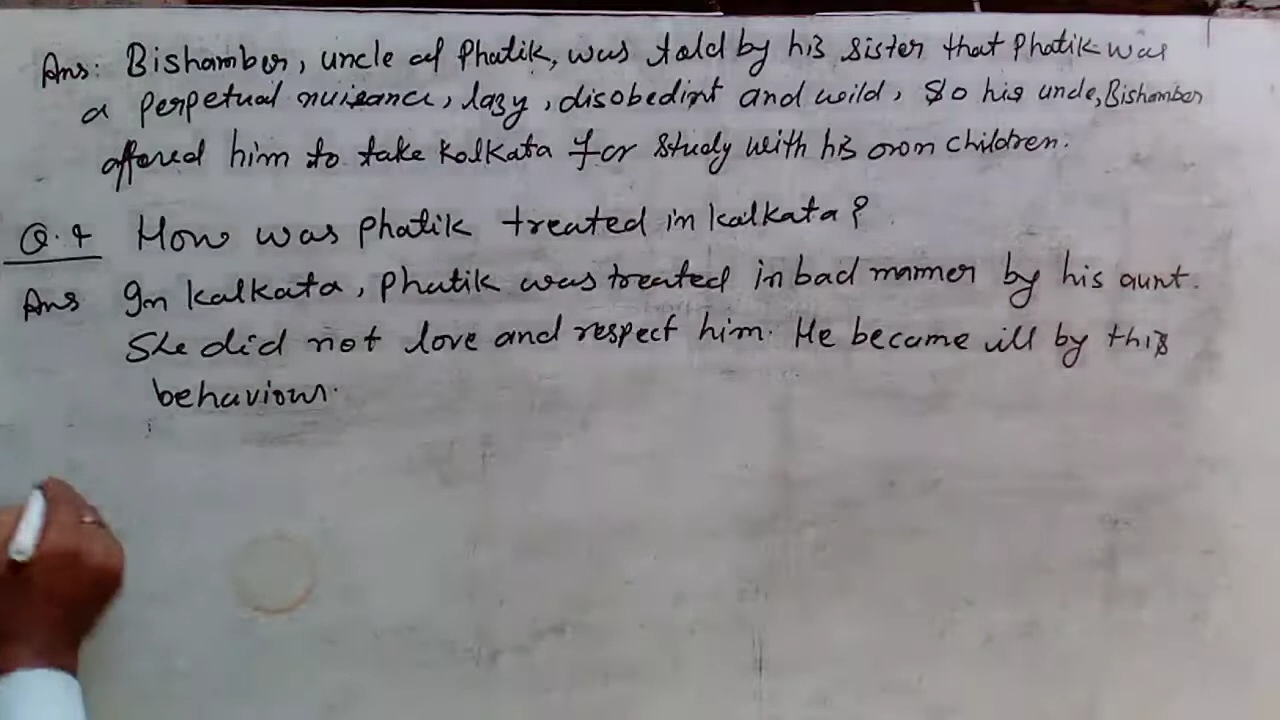 Ans: Bishamber, uncle of Phatik, was told by his sister that Phatik was
a perpetual nuisance, lazy, disobedint and wild, So his uncle, Bishamber
offered him to take Kolkata for study with his own children.
Q.4 How was phatik treated in kalkata?
Ans In kalkata, Phatik was treated in bad manner by his aunt.
She did not love and respect him. He became ill by this
behaviour.